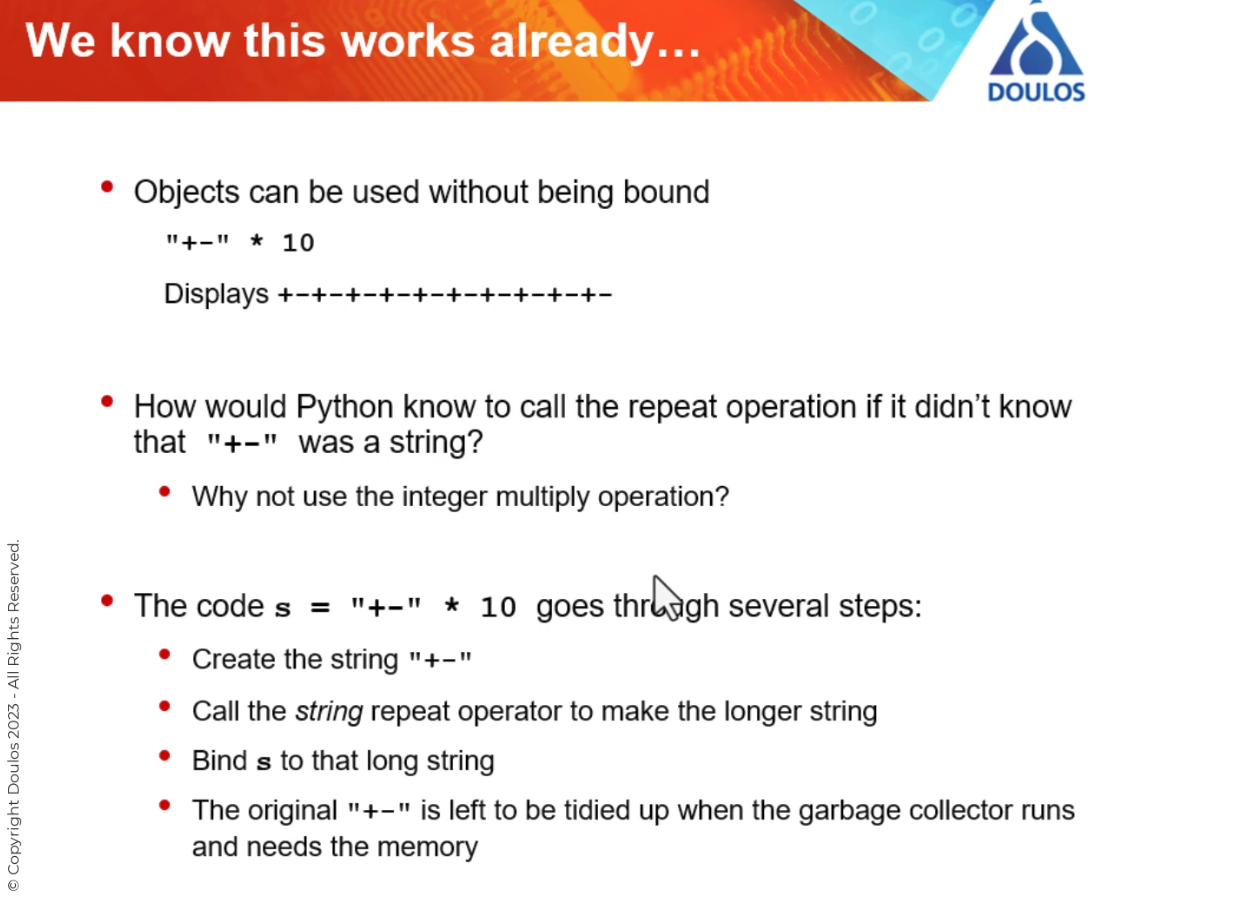 We know this works already…
DOULOS
• Objects can be used without being bound
"+-" * 10
Displays +-+-+-+-+-+-+-+-+-+-
• How would Python know to call the repeat operation if it didn’t know
that "+-" was a string?
• Why not use the integer multiply operation?
• The code s = "+-" * 10 goes through several steps:
• Create the string "+-"
• Call the string repeat operator to make the longer string
• Bind s to that long string
• The original "+-" is left to be tidied up when the garbage collector runs
and needs the memory
© Copyright Doulos 2023 - All Rights Reserved.